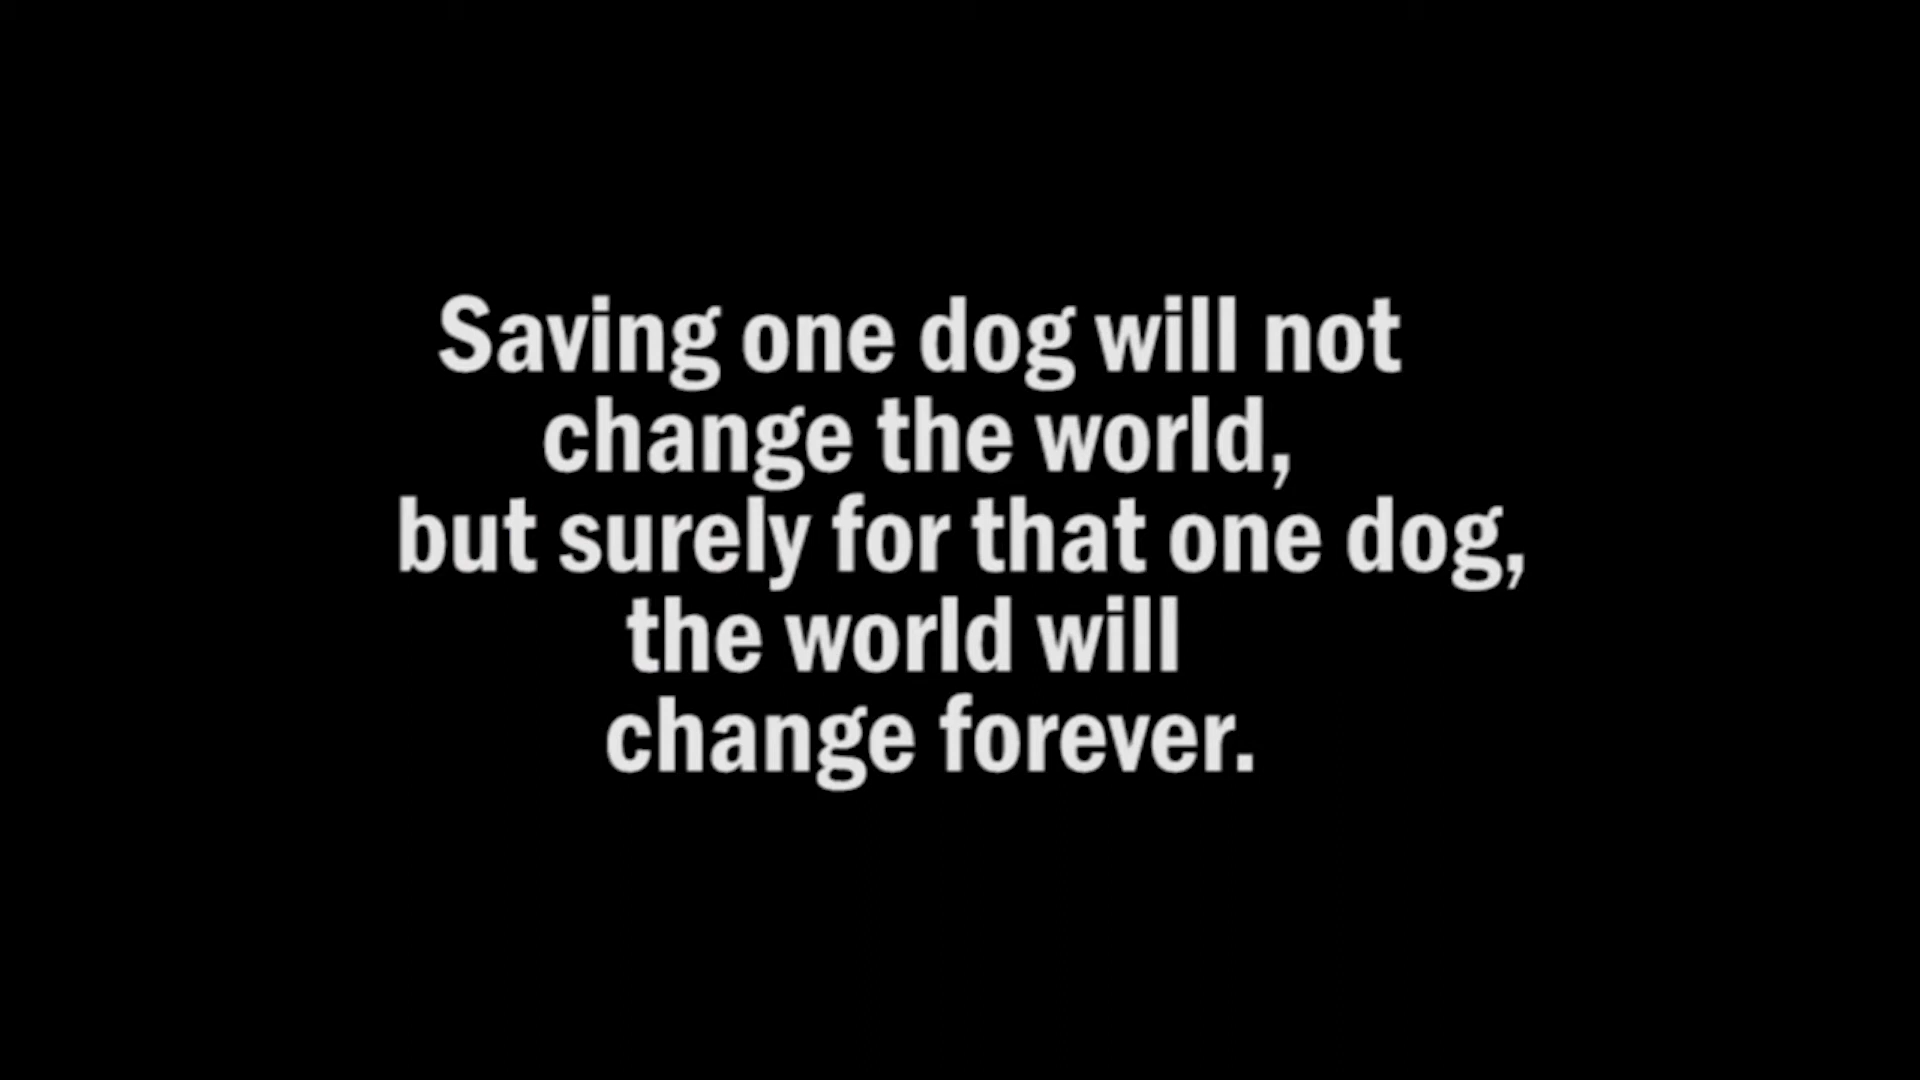 Saving one dog will not
change the world,
but surely for that one dog,
the world will
change forever.